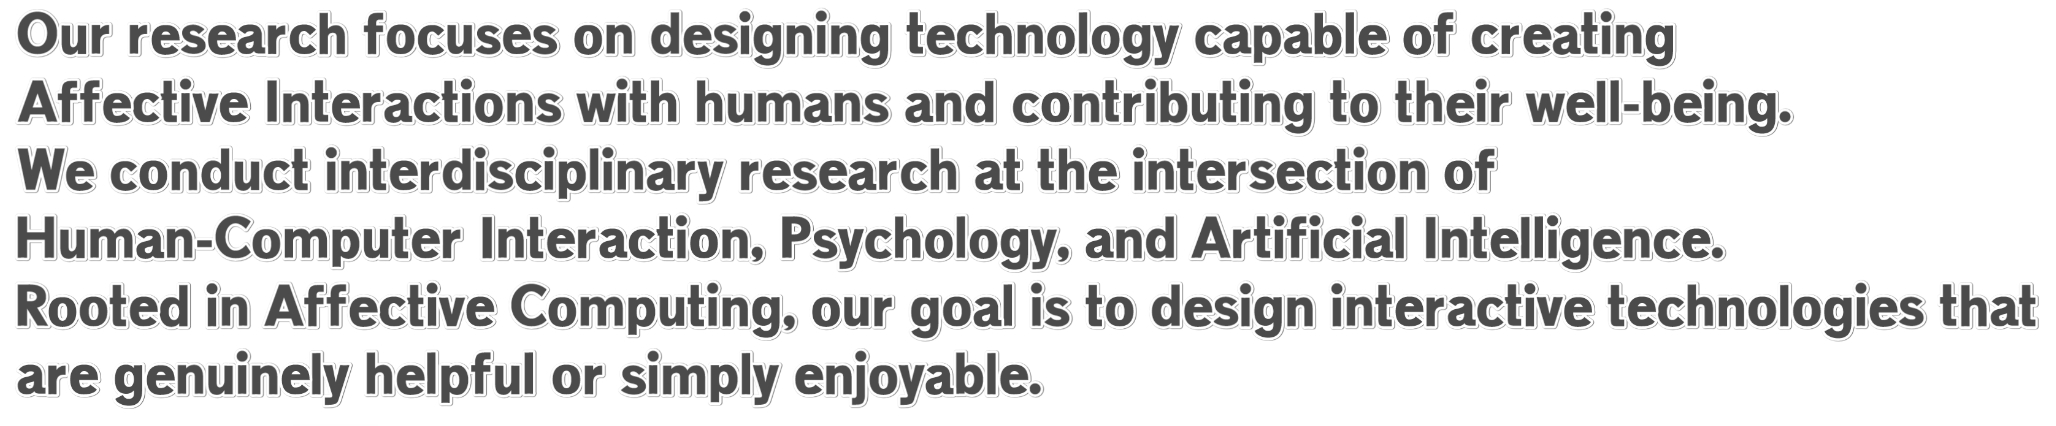 Our research focuses on designing technology capable of creating
Affective Interactions with humans and contributing to their well-being.
We conduct interdisciplinary research at the intersection of
Human-Computer Interaction, Psychology, and Artificial Intelligence.
Rooted in Affective Computing, our goal is to design interactive technologies that
are genuinely helpful or simply enjoyable.